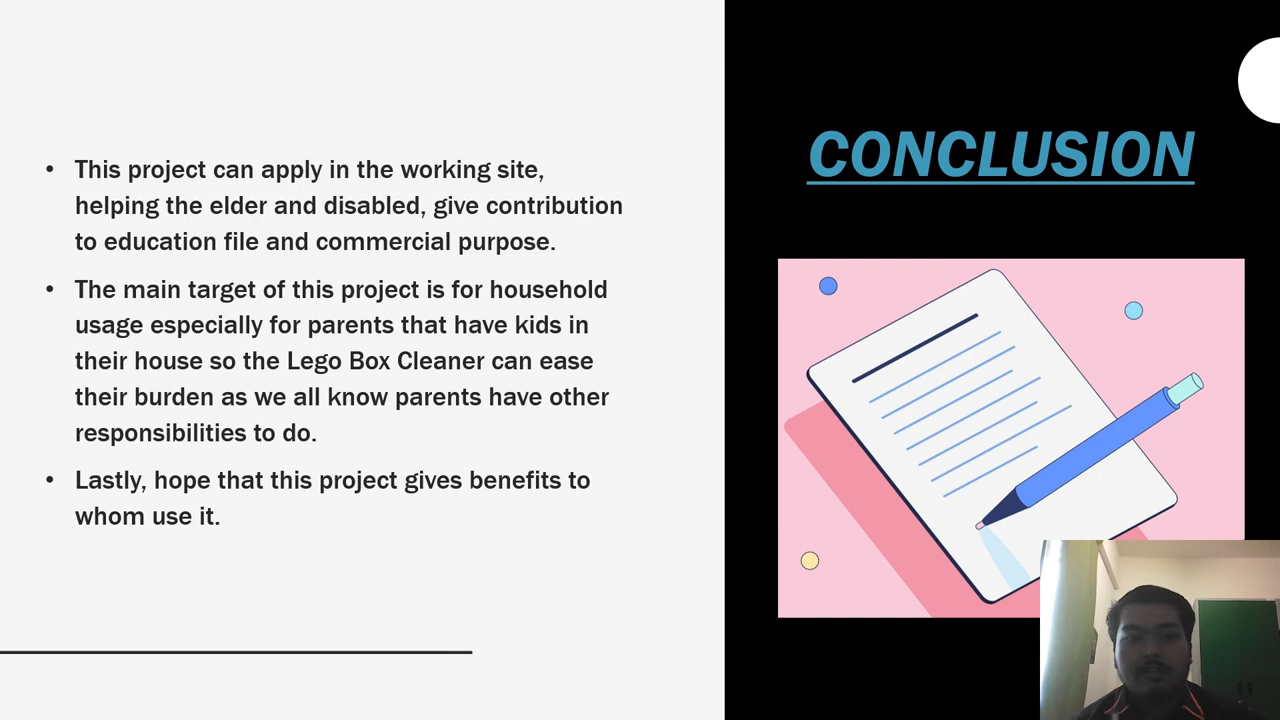 CONCLUSION
• This project can apply in the working site,
helping the elder and disabled, give contribution
to education file and commercial purpose.
• The main target of this project is for household
usage especially for parents that have kids in
their house so the Lego Box Cleaner can ease
their burden as we all know parents have other
responsibilities to do.
• Lastly, hope that this project gives benefits to
whom use it.